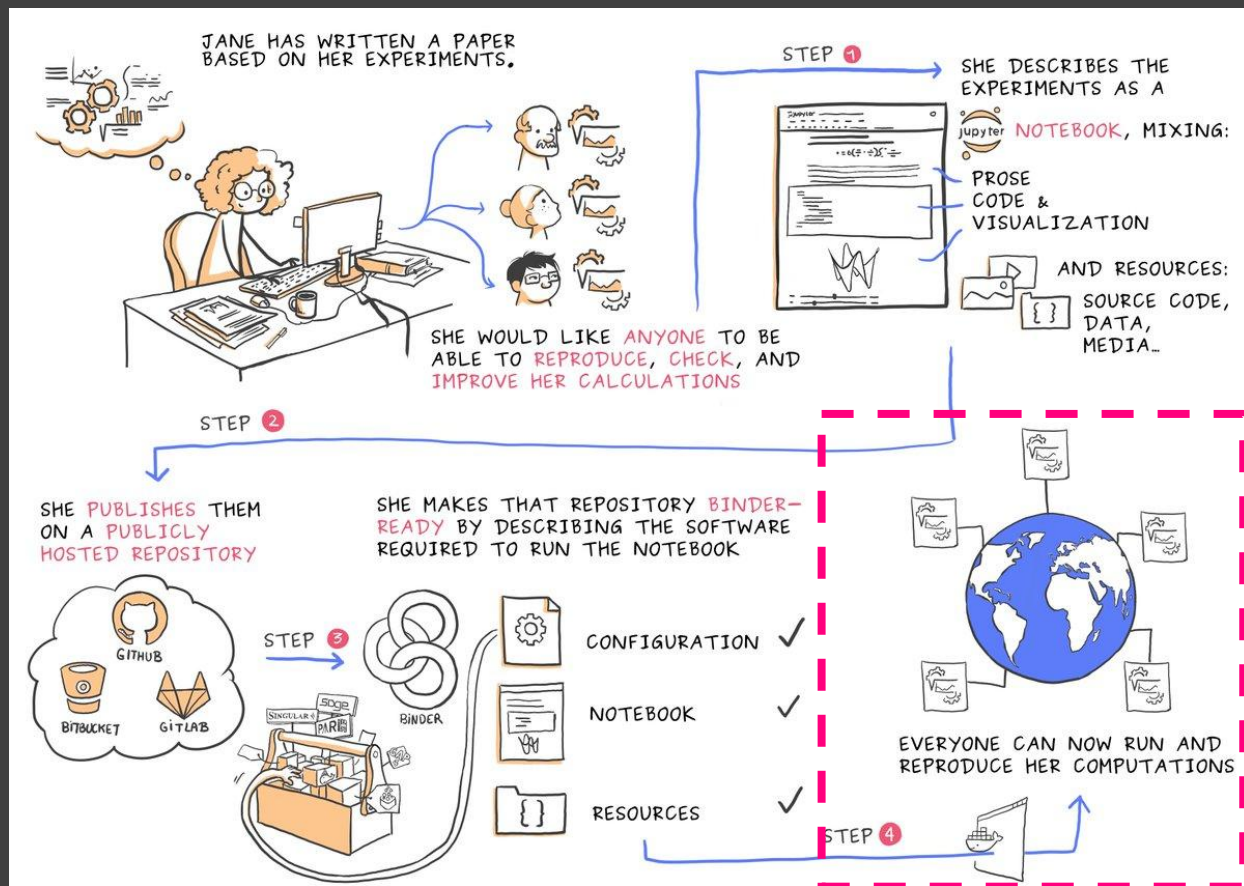 JANE HAS WRITTEN A PAPER
BASED ON HER EXPERIMENTS.
SHE WOULD LIKE ANYONE TO BE
ABLE TO REPRODUCE, CHECK, AND
IMPROVE HER CALCULATIONS
STEP 1
SHE DESCRIBES THE
EXPERIMENTS AS A
jupyter NOTEBOOK, MIXING:
PROSE
CODE &
VISUALIZATION
AND RESOURCES:
{ } SOURCE CODE,
DATA,
MEDIA…
STEP 2
SHE PUBLISHES THEM
ON A PUBLICLY
HOSTED REPOSITORY
GITHUB
BITBUCKET
GITLAB
STEP 3
SHE MAKES THAT REPOSITORY BINDER-
READY BY DESCRIBING THE SOFTWARE
REQUIRED TO RUN THE NOTEBOOK
BINDER
SINGULAR
SAGE
PARI
CONFIGURATION ✓
NOTEBOOK ✓
{ } RESOURCES ✓
STEP 4
EVERYONE CAN NOW RUN AND
REPRODUCE HER COMPUTATIONS